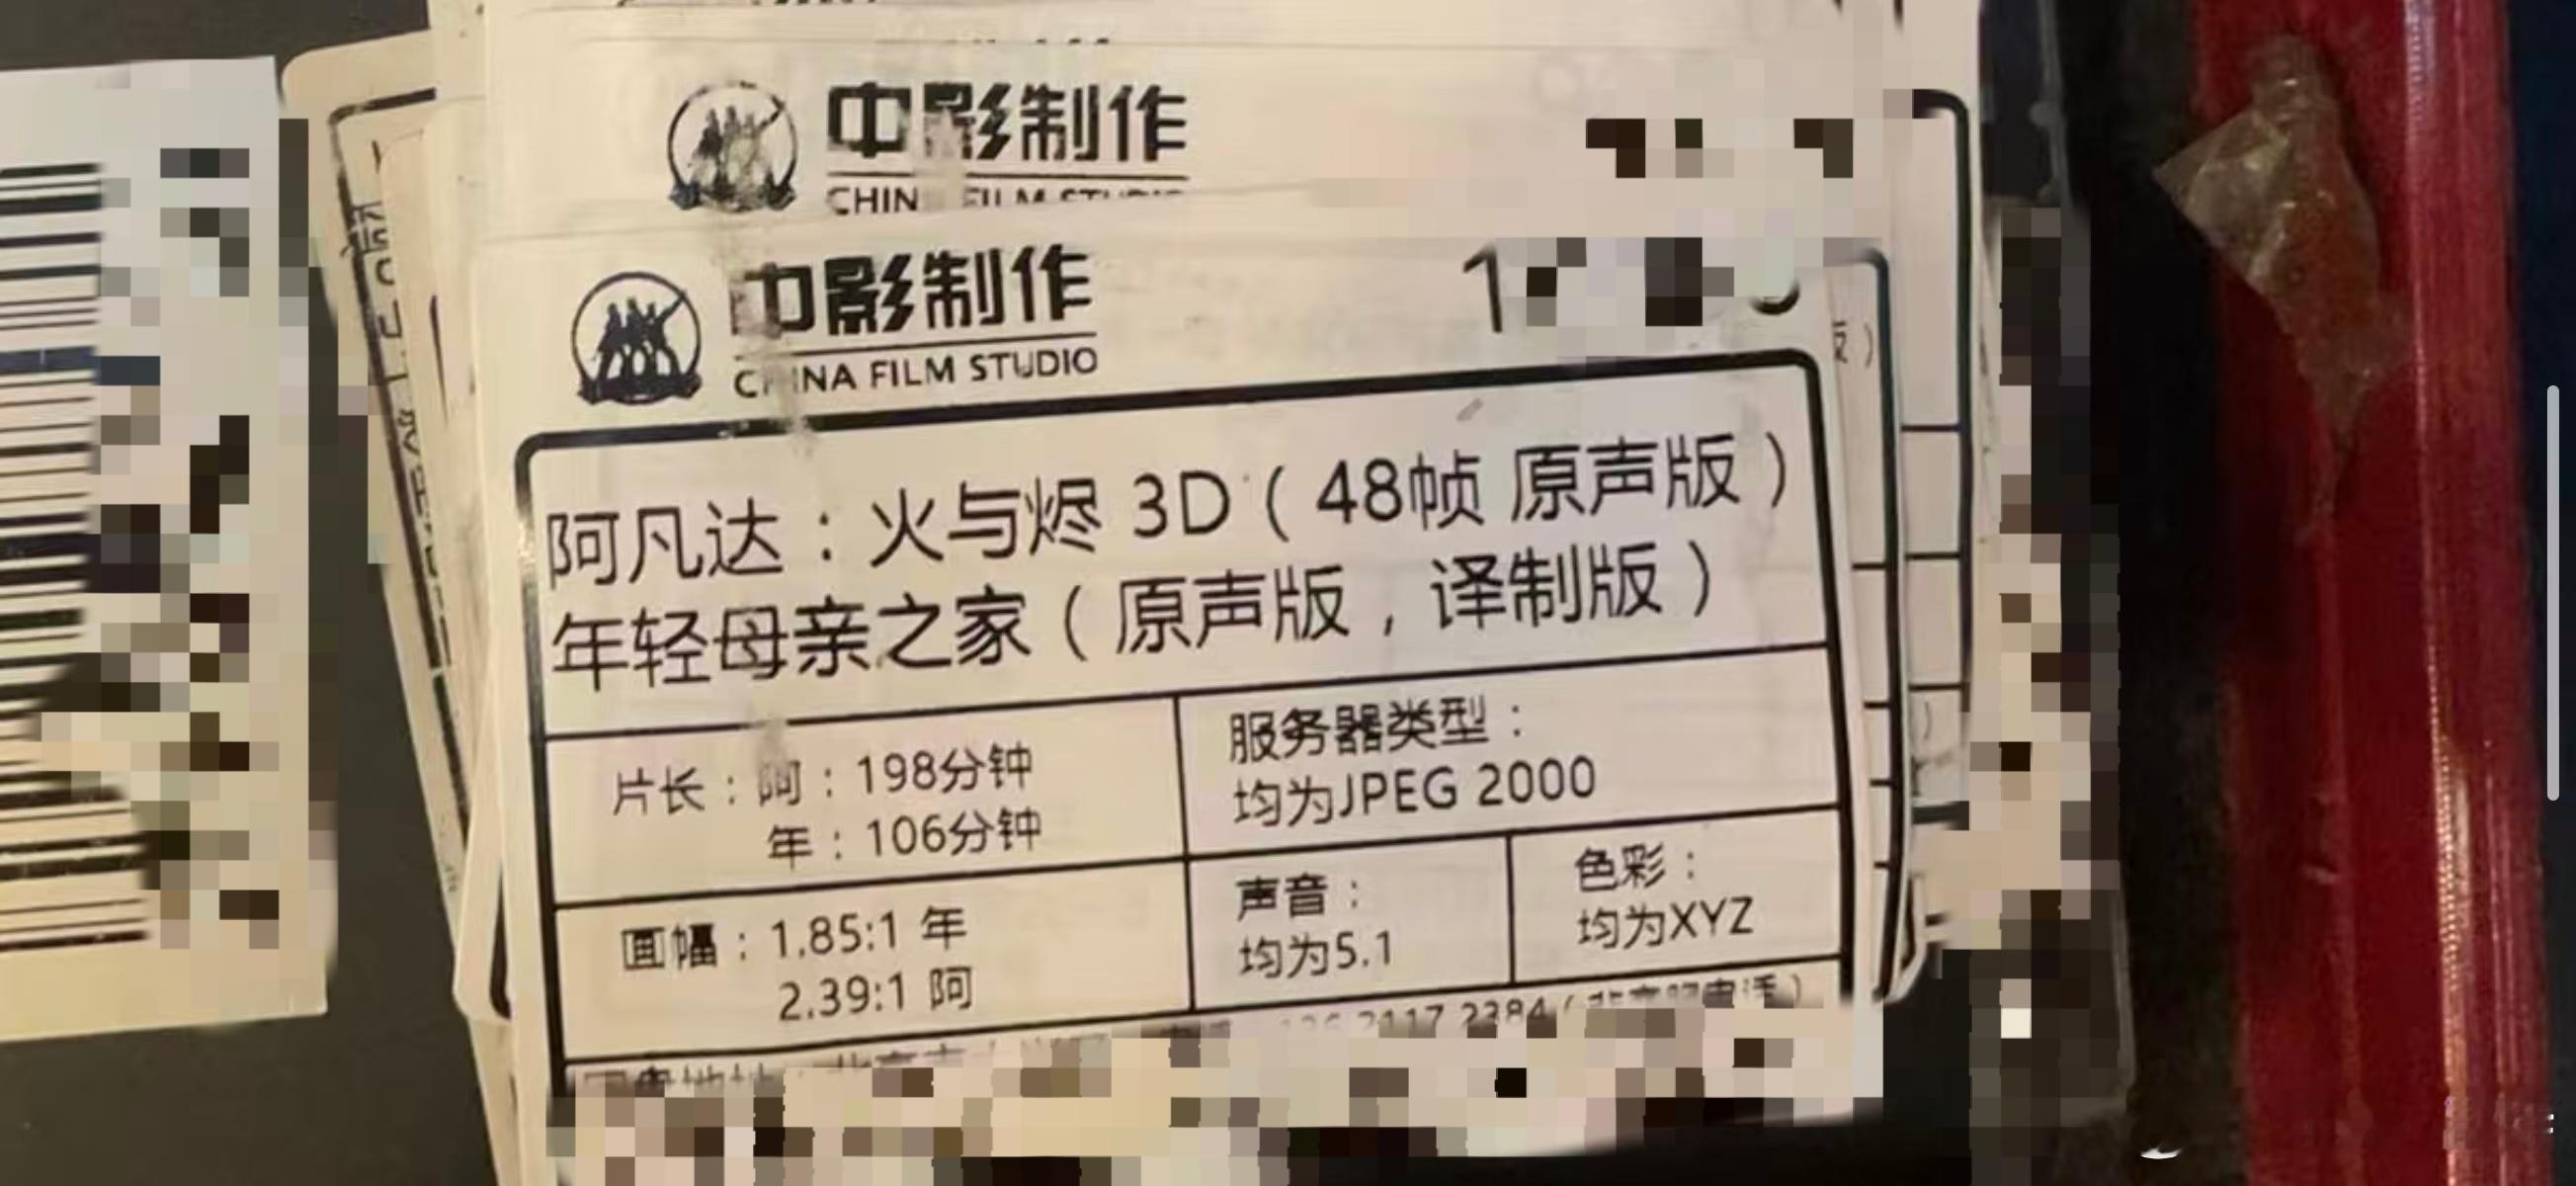 中影制作
中影制作
CHINA FILM STUDIO
阿凡达：火与烬 3D（48帧 原声版）
年轻母亲之家（原声版，译制版）
片长：阿：198分钟
年：106分钟
服务器类型：
均为JPEG 2000
面幅：1.85:1 年
2.39:1 阿
声音：
均为5.1
色彩：
均为XYZ